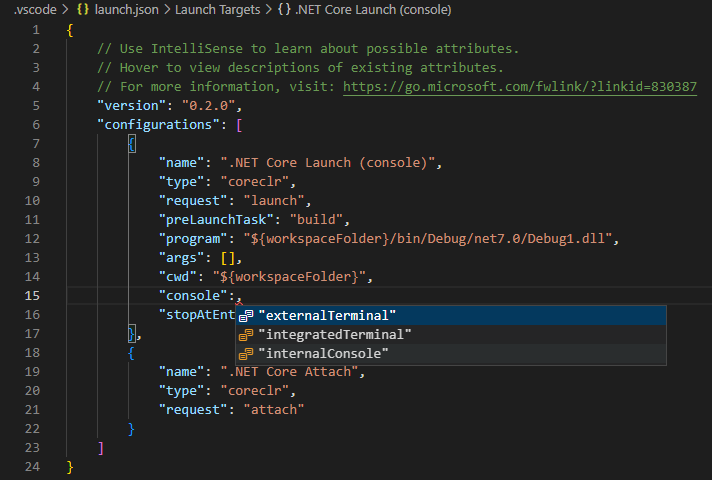 .vscode > {} launch.json > Launch Targets > {} .NET Core Launch (console)
1 {
2 // Use IntelliSense to learn about possible attributes.
3 // Hover to view descriptions of existing attributes.
4 // For more information, visit: https://go.microsoft.com/fwlink/?linkid=830387
5 "version": "0.2.0",
6 "configurations": [
7 {
8 "name": ".NET Core Launch (console)",
9 "type": "coreclr",
10 "request": "launch",
11 "preLaunchTask": "build",
12 "program": "${workspaceFolder}/bin/Debug/net7.0/Debug1.dll",
13 "args": [],
14 "cwd": "${workspaceFolder}",
15 "console":,
16 "stopAtEnt
"externalTerminal"
17 },
"integratedTerminal"
18 {
"internalConsole"
19 "name": ".NET Core Attach",
20 "type": "coreclr",
21 "request": "attach"
22 }
23 ]
24 }